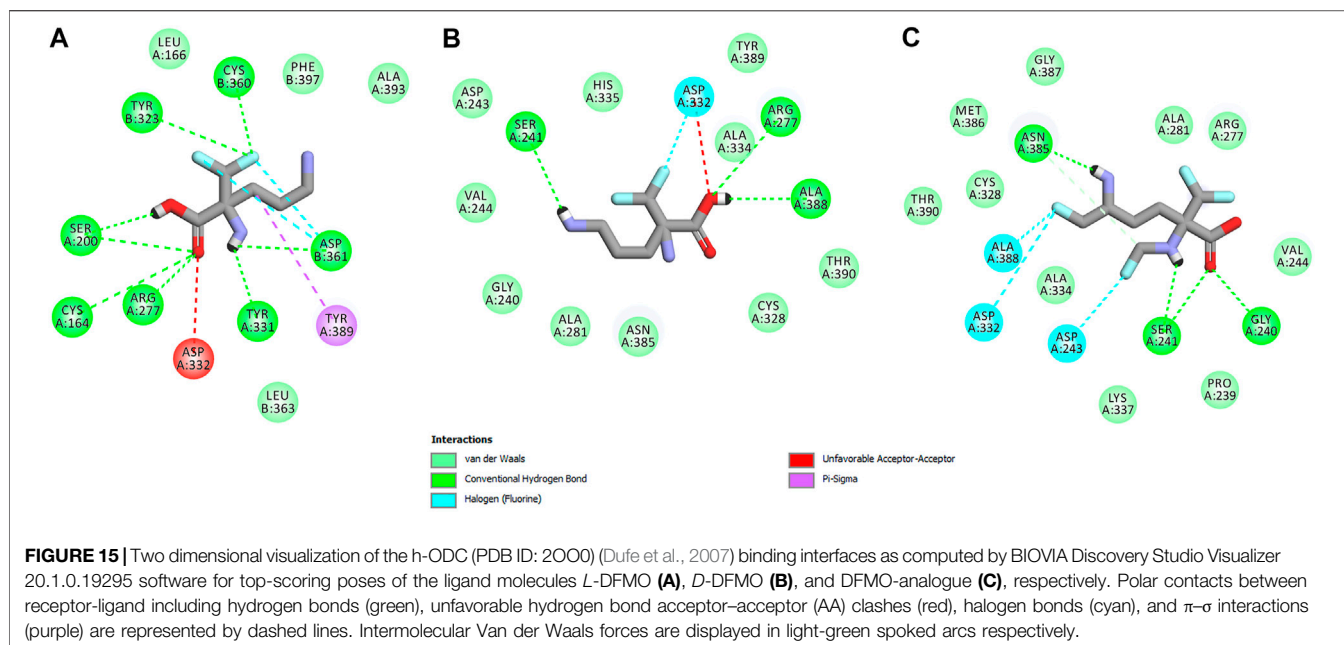 A
LEU
A:166
CYS
B:360
PHE
B:397
ALA
A:393
TYR
B:323
SER
A:200
ASP
B:361
CYS
A:164
ARG
A:277
TYR
A:331
TYR
A:389
ASP
A:332
LEU
B:363
B
TYR
A:389
ASP
A:243
HIS
A:335
ASP
A:332
ARG
A:277
SER
A:241
ALA
A:334
VAL
A:244
ALA
A:388
GLY
A:240
THR
A:390
ALA
A:281
ASN
A:385
CYS
A:328
C
GLY
A:387
MET
A:386
ASN
A:385
ALA
A:281
ARG
A:277
THR
A:390
CYS
A:328
ALA
A:388
ALA
A:334
VAL
A:244
ASP
A:332
ASP
A:243
SER
A:241
GLY
A:240
LYS
A:337
PRO
A:239
Interactions
van der Waals
Conventional Hydrogen Bond
Halogen (Fluorine)
Unfavorable Acceptor-Acceptor
Pi-Sigma
FIGURE 15 | Two dimensional visualization of the h-ODC (PDB ID: 2OO0) (Dufe et al., 2007) binding interfaces as computed by BIOVIA Discovery Studio Visualizer
20.1.0.19295 software for top-scoring poses of the ligand molecules L-DFMO (A), D-DFMO (B), and DFMO-analogue (C), respectively. Polar contacts between
receptor-ligand including hydrogen bonds (green), unfavorable hydrogen bond acceptor–acceptor (AA) clashes (red), halogen bonds (cyan), and π–σ interactions
(purple) are represented by dashed lines. Intermolecular Van der Waals forces are displayed in light-green spoked arcs respectively.